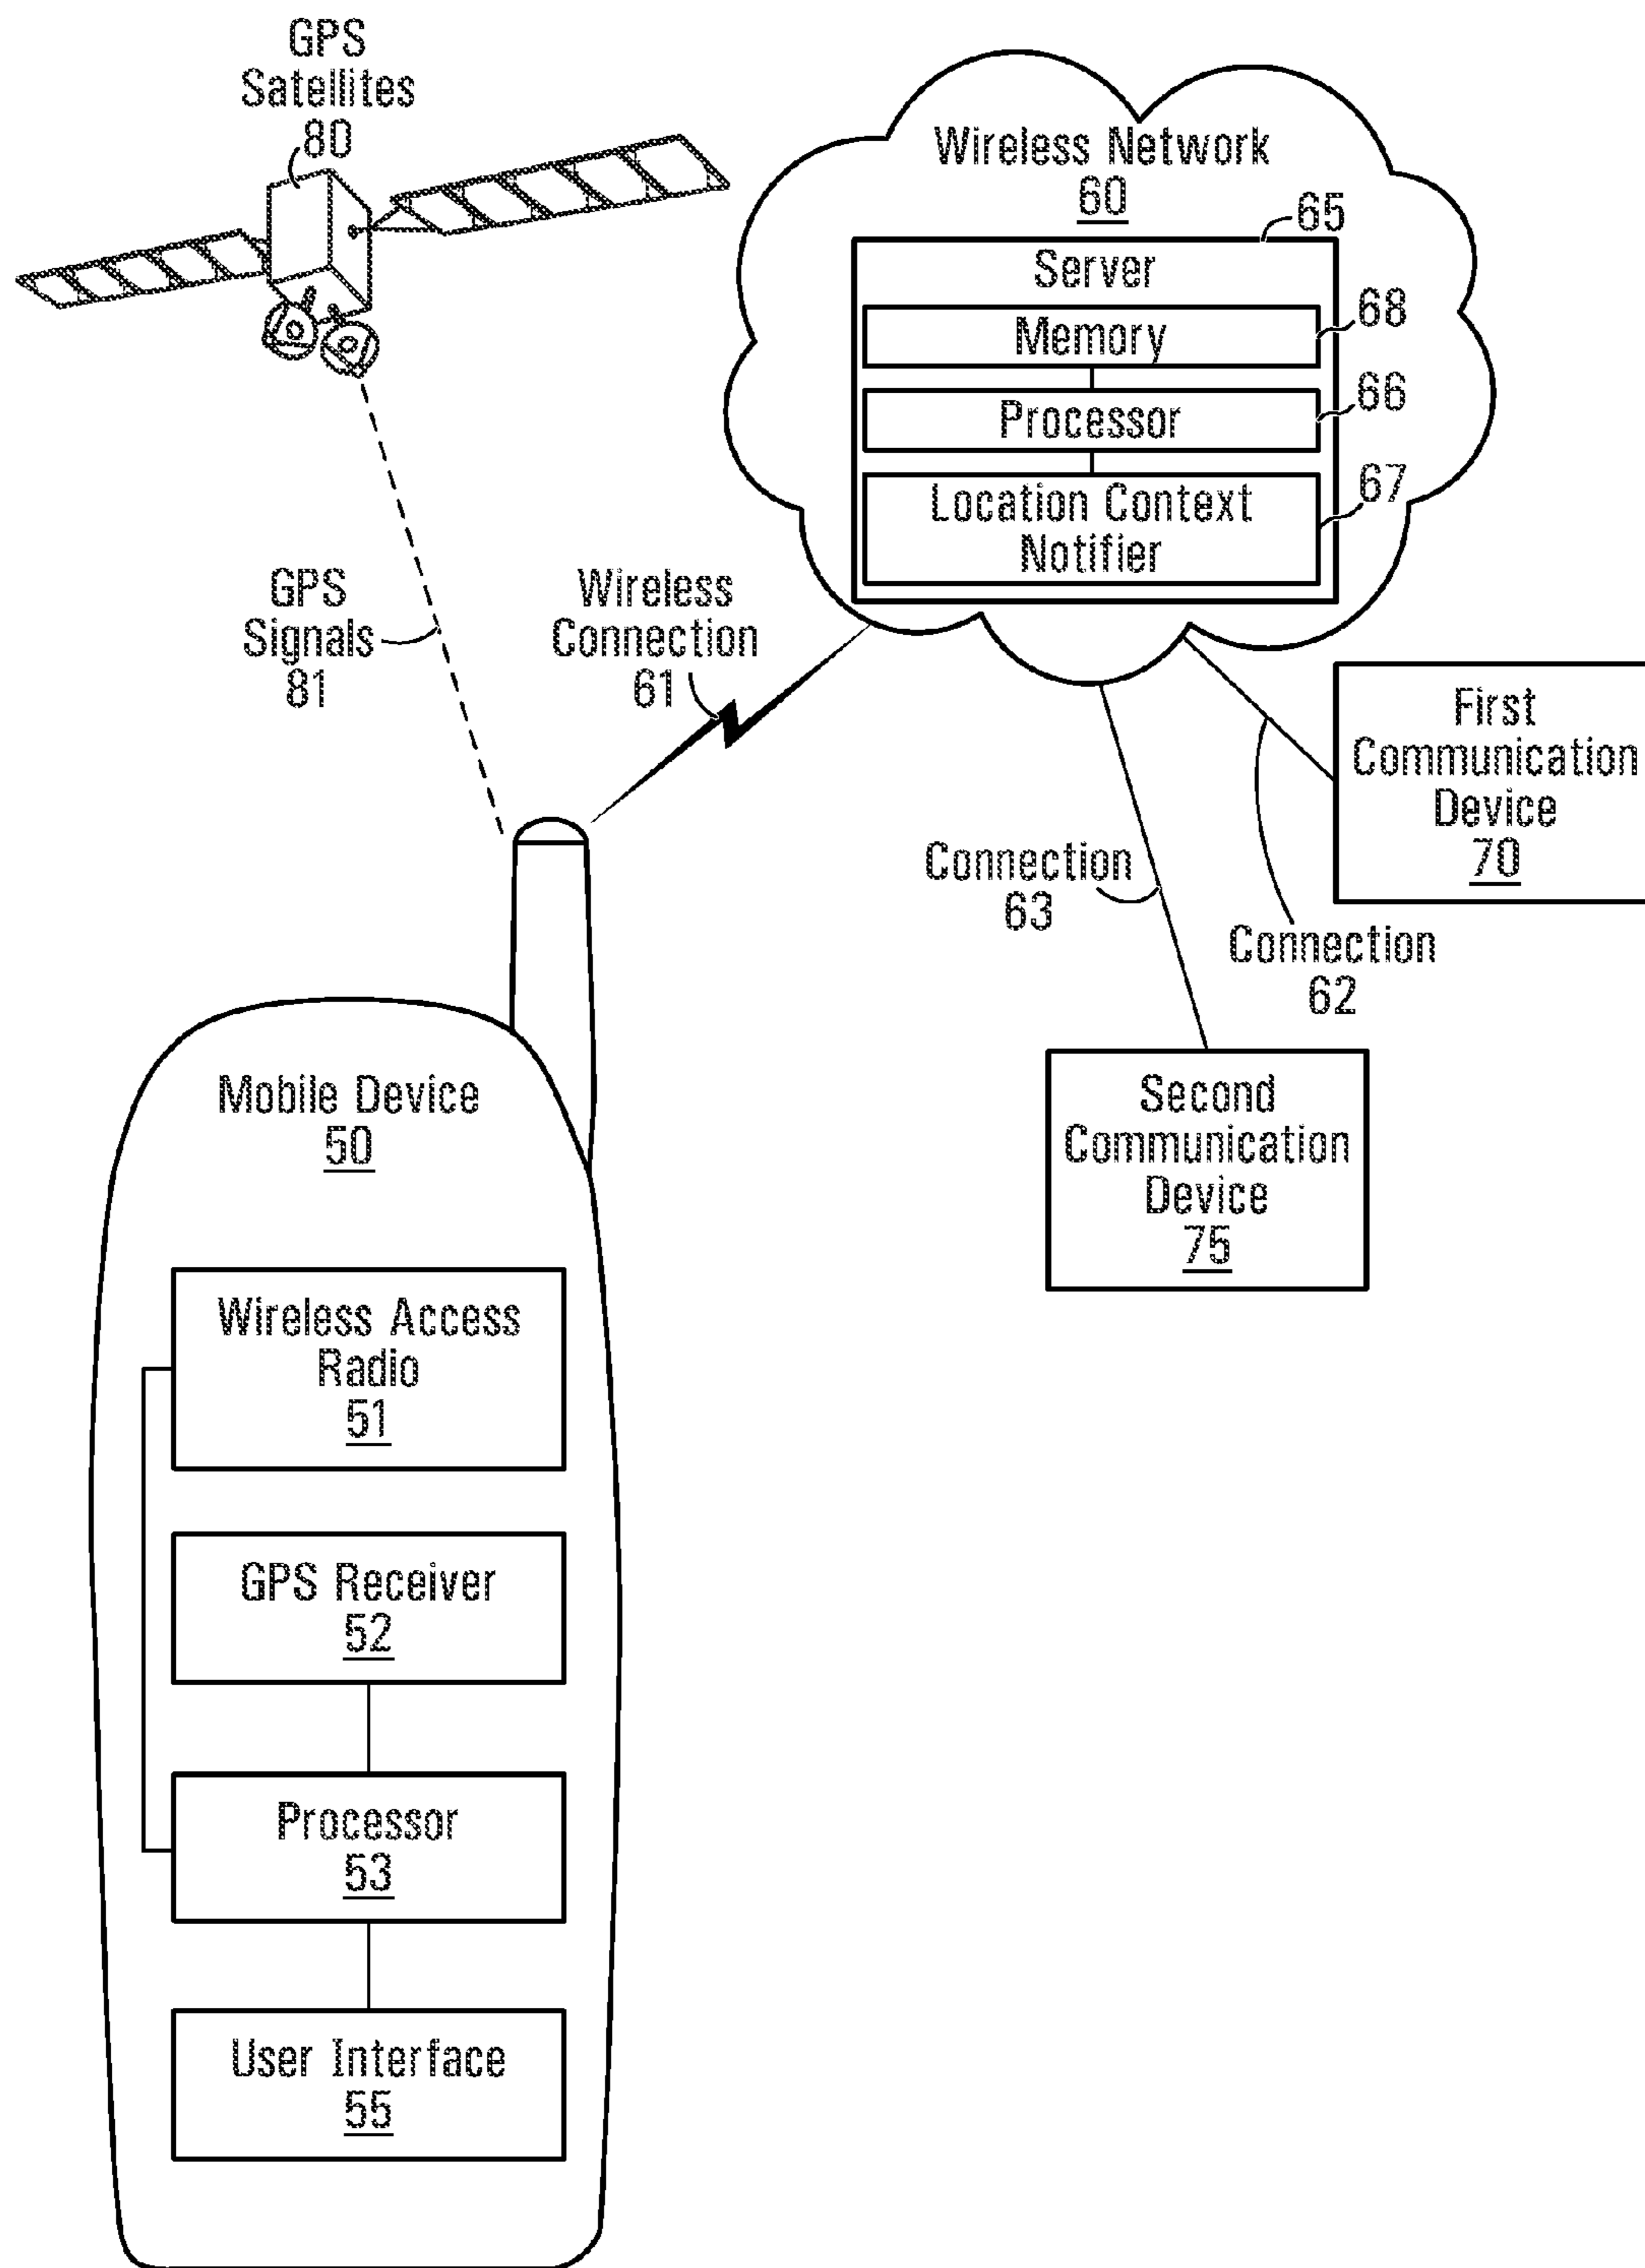 GPS
Satellites
80
Wireless Network
60
65
Server
68
Memory
66
Processor
67
Location Context
Notifier
GPS
Signals
81
Wireless
Connection
61
First
Communication
Device
70
Connection
63
Connection
62
Second
Communication
Device
75
Mobile Device
50
Wireless Access
Radio
51
GPS Receiver
52
Processor
53
User Interface
55